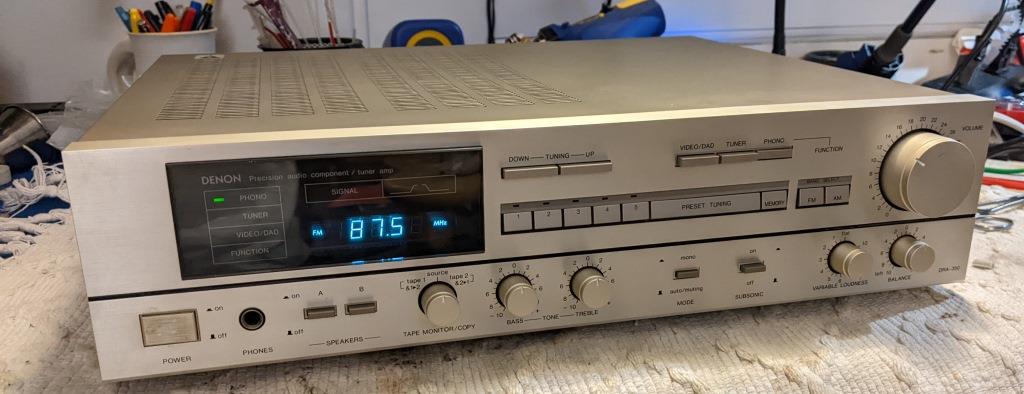 DENON Precision audio component / tuner amp
PHONO
TUNER
VIDEO/DAD
FUNCTION
SIGNAL
FM 87.5 MHz
DOWN TUNING UP
VIDEO/DAD TUNER PHONO
FUNCTION
1 2 3 4 5 PRESET TUNING MEMORY
BAND SELECT
FM AM
VOLUME
POWER
on
off
PHONES
A B
on
off
SPEAKERS
source
tape 1 tape 2
TAPE MONITOR/COPY
BASS TONE TREBLE
mono
auto/muting
MODE
on
off
SUBSONIC
flat
VARIABLE LOUDNESS
left
BALANCE
DRA-350